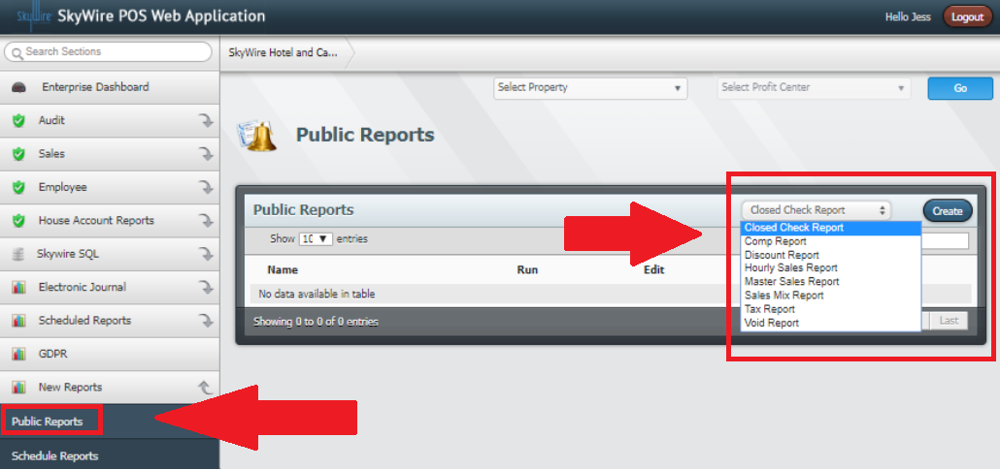 SkyWire SkyWire POS Web Application
Hello Jess
Logout
Search Sections
SkyWire Hotel and Ca...
Enterprise Dashboard
Audit
Sales
Employee
House Account Reports
Skywire SQL
Electronic Journal
Scheduled Reports
GDPR
New Reports
Public Reports
Schedule Reports
Select Property
Select Profit Center
Go
Public Reports
Public Reports
Closed Check Report
Create
Closed Check Report
Comp Report
Discount Report
Hourly Sales Report
Master Sales Report
Sales Mix Report
Tax Report
Void Report
Show 10 entries
Name Run Edit
No data available in table
Showing 0 to 0 of 0 entries
Last